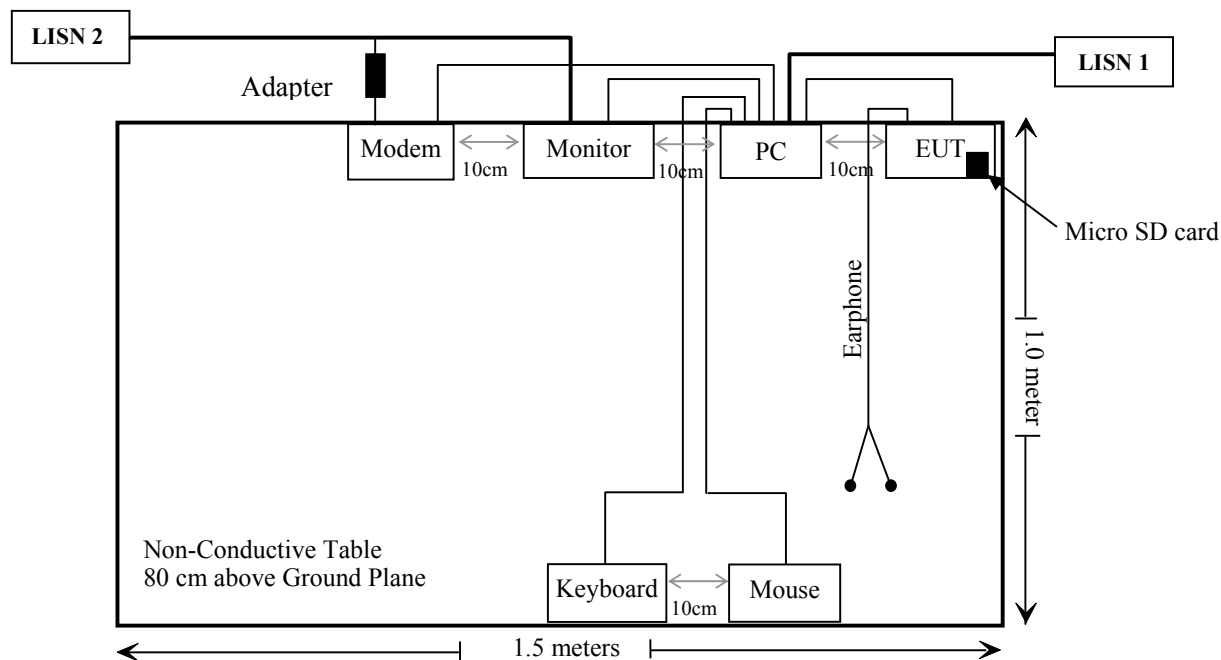 LISN 2
LISN 1
Adapter
Modem
Monitor
PC
EUT
10cm
10cm
10cm
Micro SD card
Earphone
1.0 meter
Non-Conductive Table
80 cm above Ground Plane
Keyboard
Mouse
10cm
1.5 meters